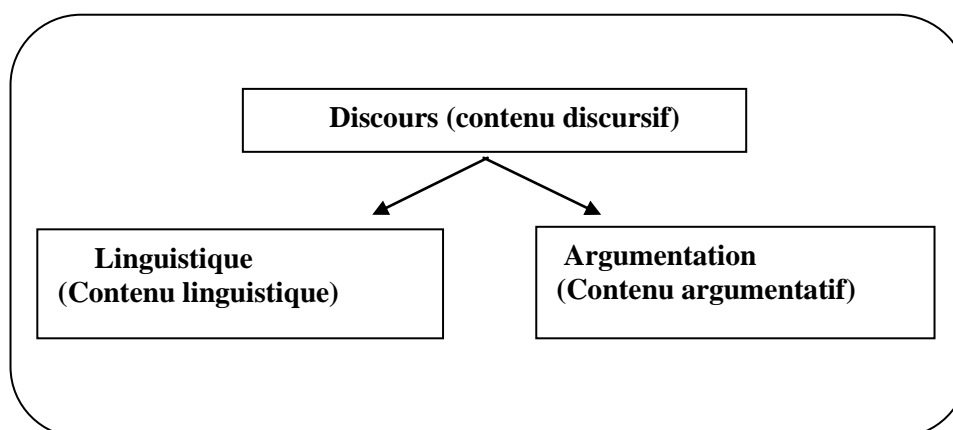 Discours (contenu discursif)
Linguistique
(Contenu linguistique)
Argumentation
(Contenu argumentatif)